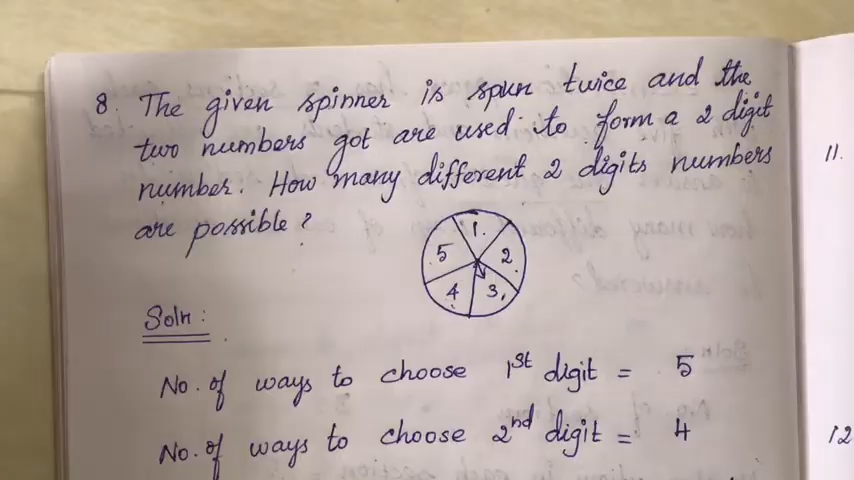 8. The given spinner is spun twice and the
two numbers got are used to form a 2 digit
number. How many different 2 digits numbers
are possible?
1
5 2
4 3
Soln:
No. of ways to choose 1st digit = 5
No. of ways to choose 2nd digit = 4
11.
12